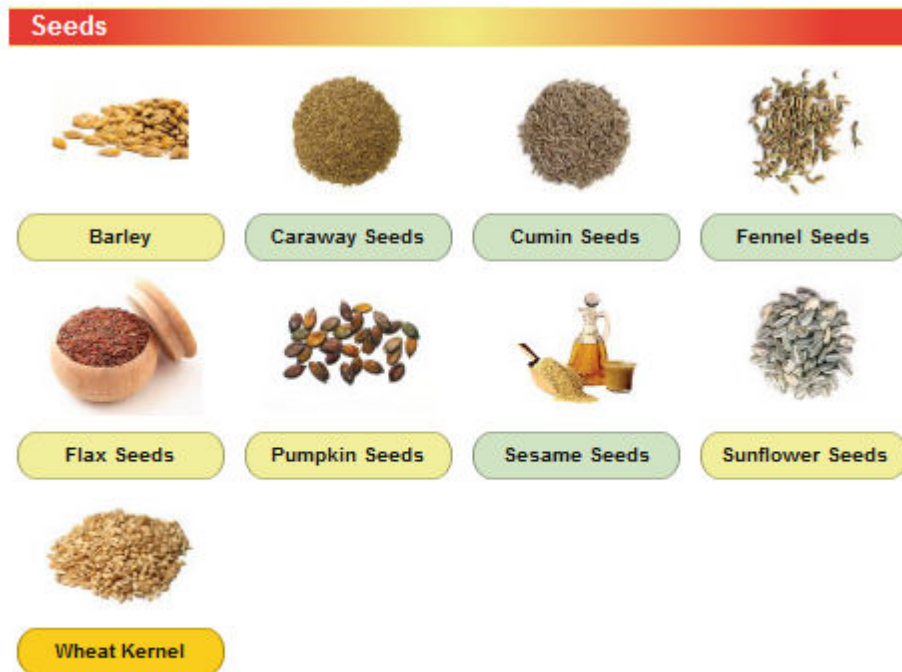 Seeds
Barley
Caraway Seeds
Cumin Seeds
Fennel Seeds
Flax Seeds
Pumpkin Seeds
Sesame Seeds
Sunflower Seeds
Wheat Kernel